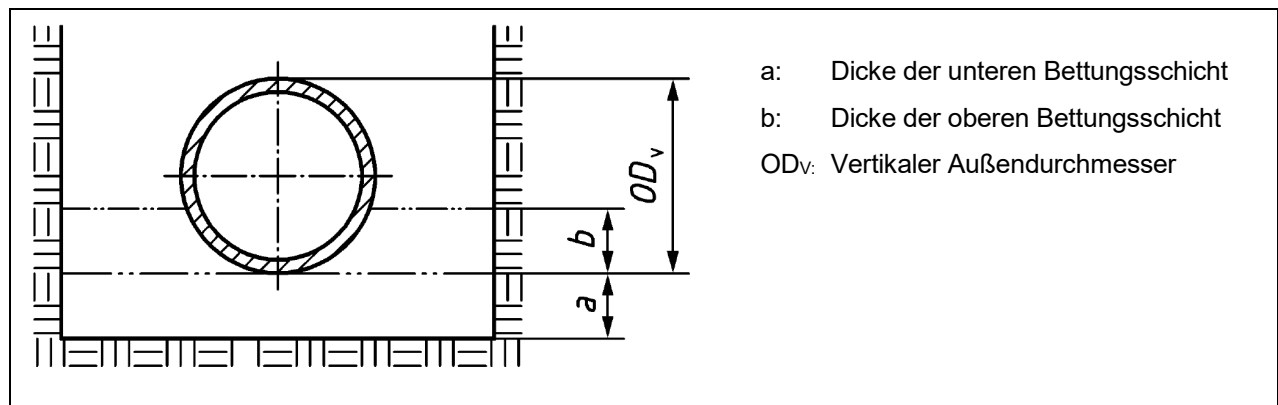 a: Dicke der unteren Bettungsschicht
b: Dicke der oberen Bettungsschicht
ODV: Vertikaler Außendurchmesser
ODv
b
a